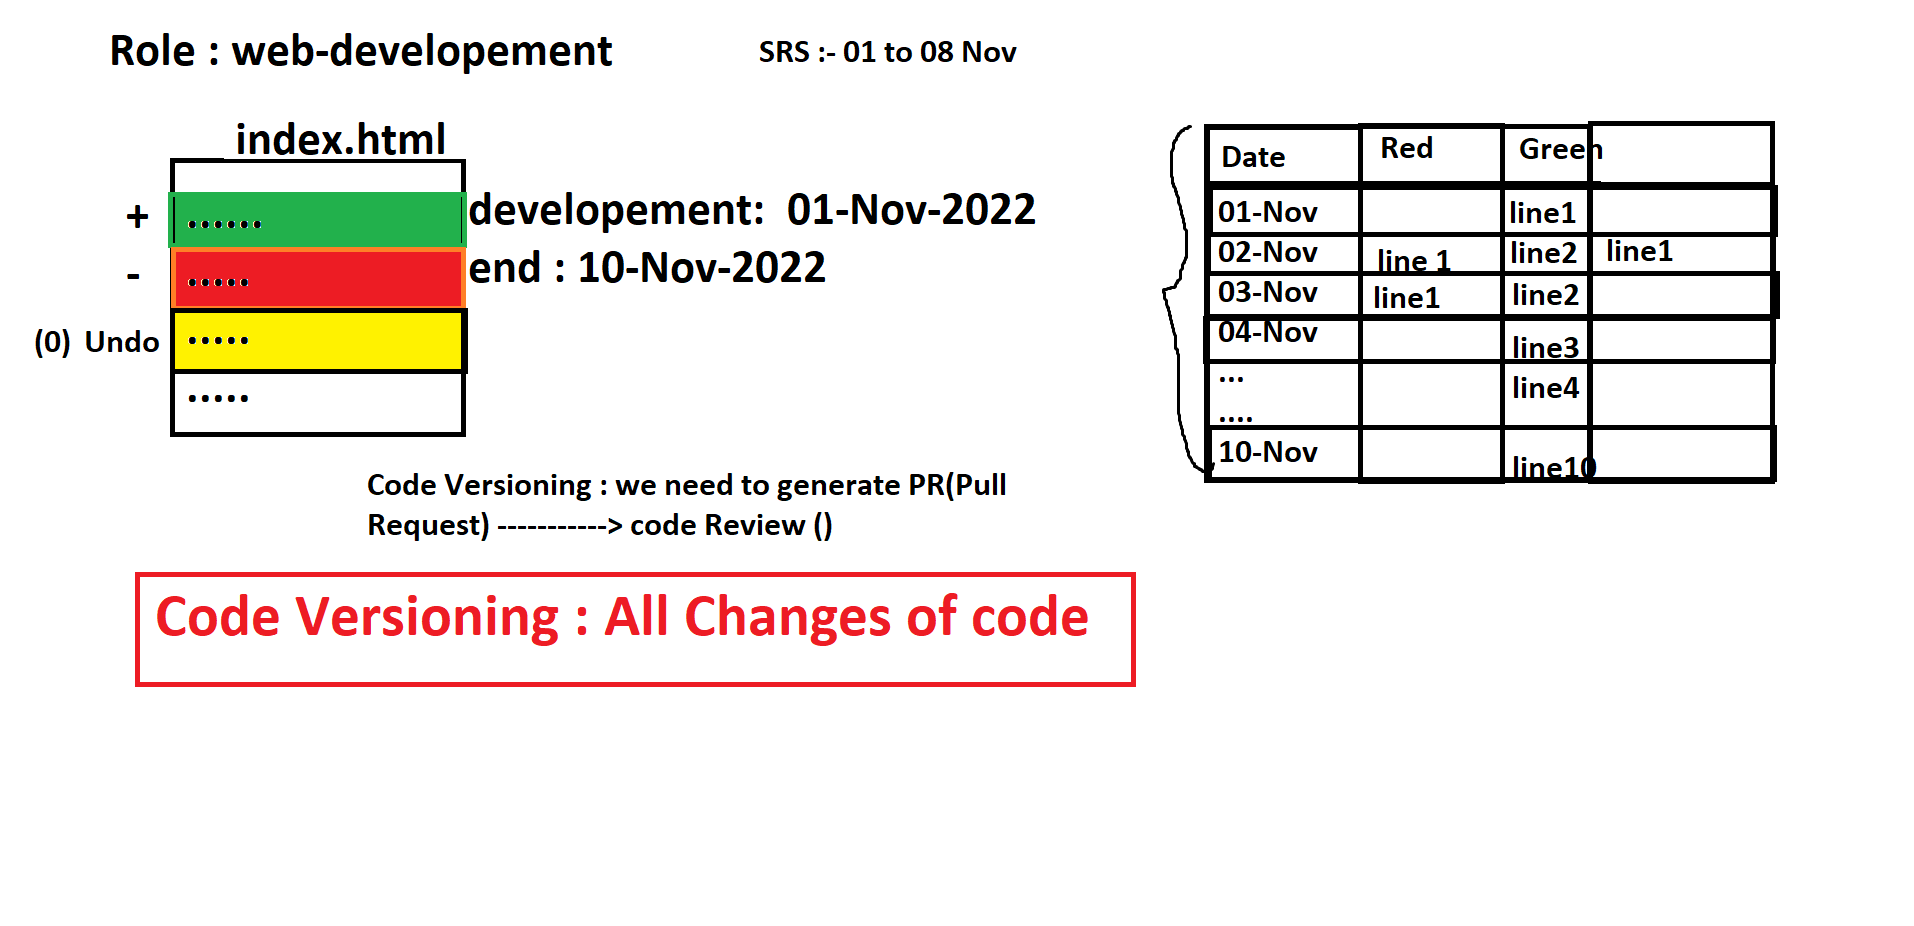 Role : web-developement
SRS :- 01 to 08 Nov
index.html
+ ......
developement:  01-Nov-2022
- .....
end : 10-Nov-2022
(0)  Undo .....
.....
Code Versioning : we need to generate PR(Pull
Request) -----------> code Review ()
Code Versioning : All Changes of code
Date Red Green
01-Nov line1
02-Nov line 1 line2 line1
03-Nov line1 line2
04-Nov line3
... line4
....
10-Nov line10